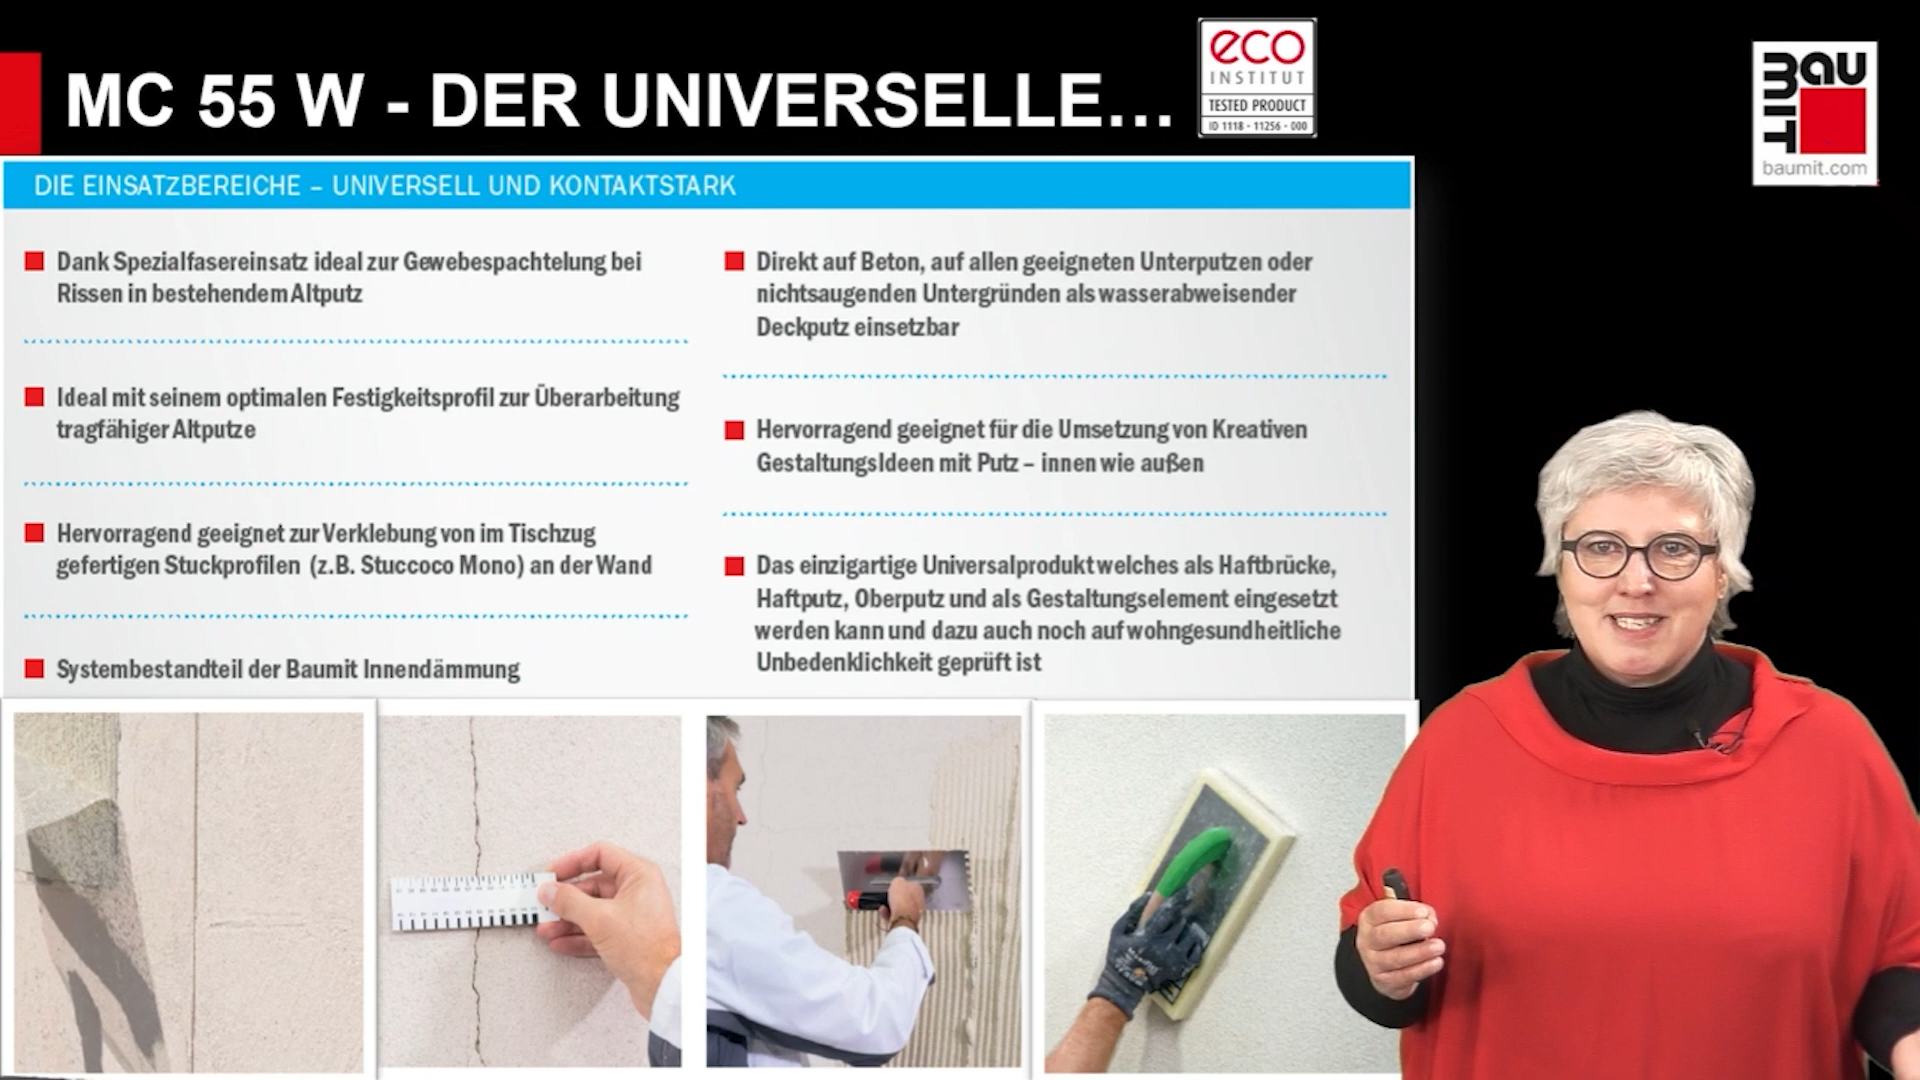 MC 55 W - DER UNIVERSELLE...
eco
INSTITUT
TESTED PRODUCT
ID 1118 - 11256 - 000
bauMIT
baumit.com
DIE EINSATZBEREICHE – UNIVERSELL UND KONTAKTSTARK
Dank Spezialfasereinsatz ideal zur Gewebespachtelung bei
Rissen in bestehendem Altputz
Ideal mit seinem optimalen Festigkeitsprofil zur Überarbeitung
tragfähiger Altputze
Hervorragend geeignet zur Verklebung von im Tischzug
gefertigen Stuckprofilen (z.B. Stuccoco Mono) an der Wand
Systembestandteil der Baumit Innendämmung
Direkt auf Beton, auf allen geeigneten Unterputzen oder
nichtsaugenden Untergründen als wasserabweisender
Deckputz einsetzbar
Hervorragend geeignet für die Umsetzung von Kreativen
GestaltungsIdeen mit Putz – innen wie außen
Das einzigartige Universalprodukt welches als Haftbrücke,
Haftputz, Oberputz und als Gestaltungselement eingesetzt
werden kann und dazu auch noch auf wohngesundheitliche
Unbedenklichkeit geprüft ist